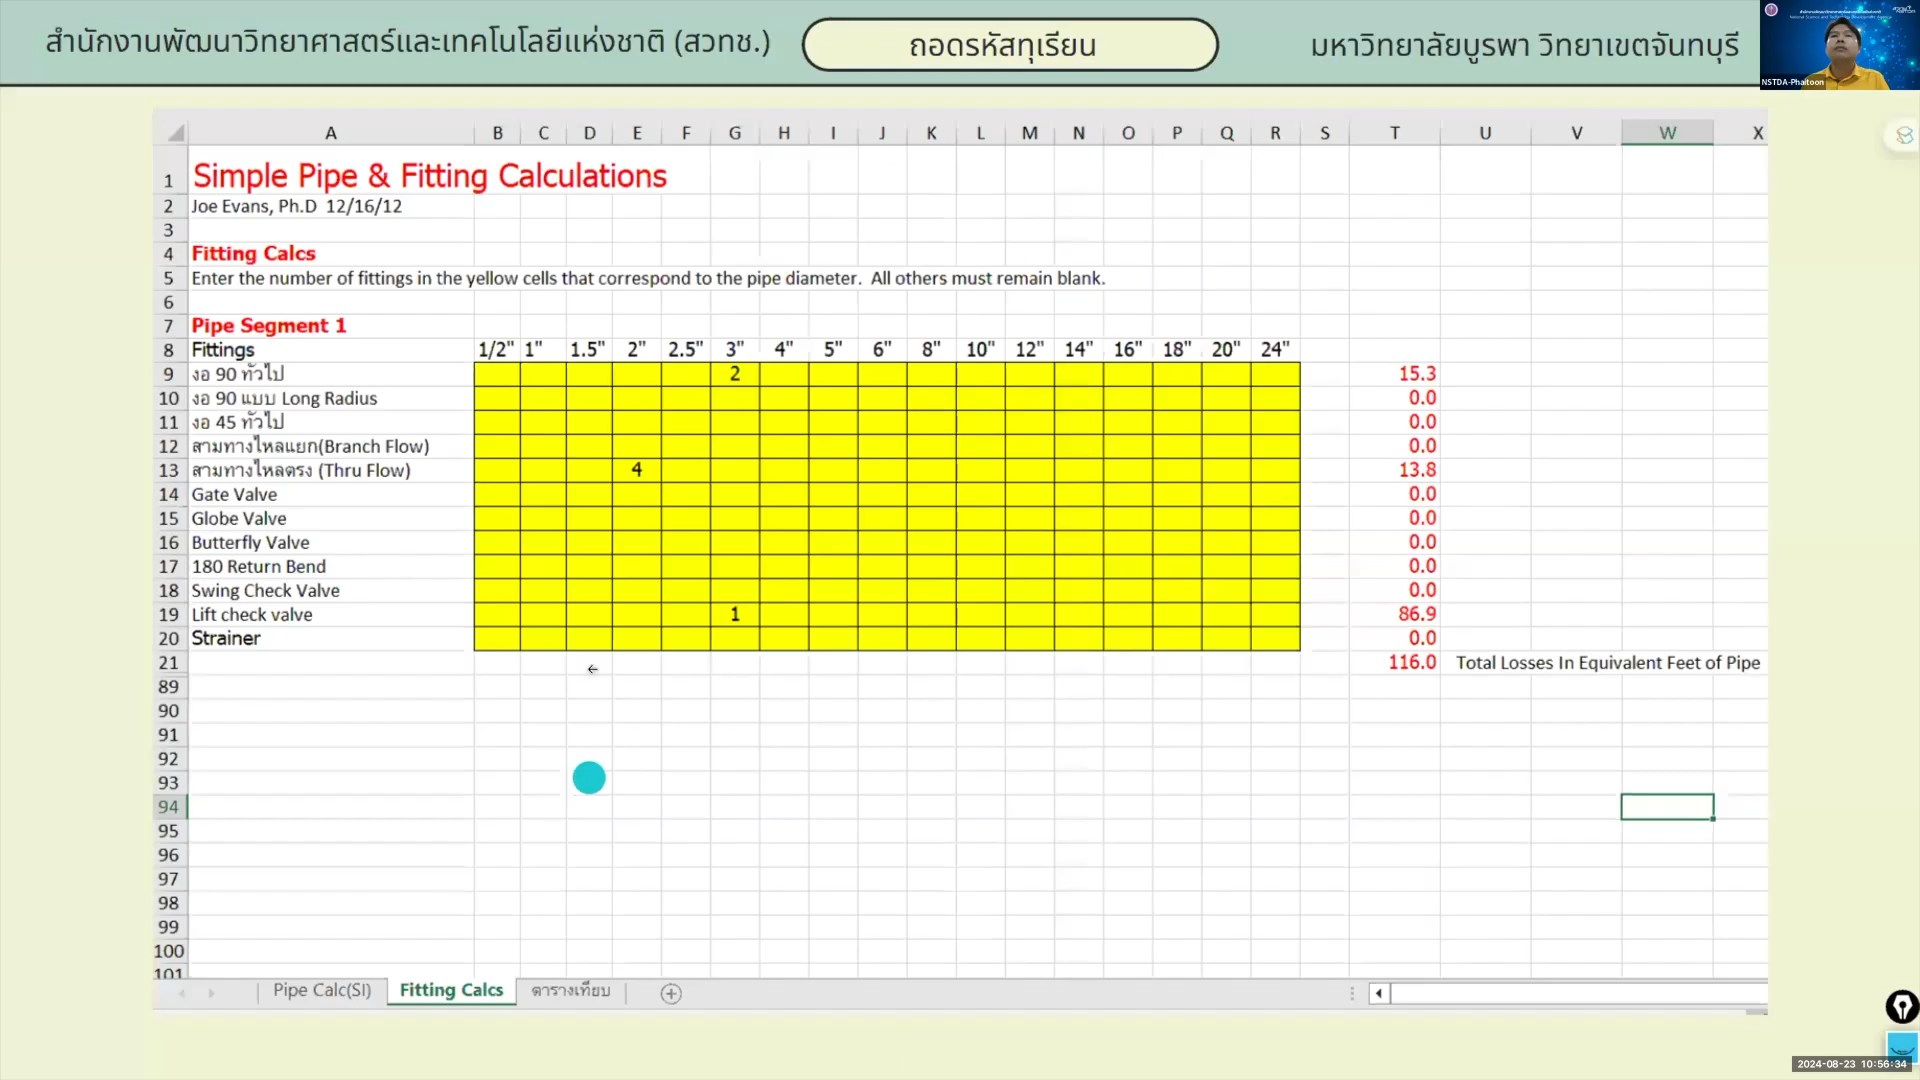 สำนักงานพัฒนาวิทยาศาสตร์และเทคโนโลยีแห่งชาติ (สวทช.) ถอดรหัสทุเรียน มหาวิทยาลัยบูรพา วิทยาเขตจันทบุรี
NSTDA-Phaitoon
A B C D E F G H I J K L M N O P Q R S T U V W X
1 Simple Pipe & Fitting Calculations
2 Joe Evans, Ph.D 12/16/12
3
4 Fitting Calcs
5 Enter the number of fittings in the yellow cells that correspond to the pipe diameter. All others must remain blank.
6
7 Pipe Segment 1
8 Fittings 1/2" 1" 1.5" 2" 2.5" 3" 4" 5" 6" 8" 10" 12" 14" 16" 18" 20" 24"
9 งอ 90 ทั่วไป 2 15.3
10 งอ 90 แบบ Long Radius 0.0
11 งอ 45 ทั่วไป 0.0
12 สามทางไหลแยก(Branch Flow) 0.0
13 สามทางไหลตรง (Thru Flow) 4 13.8
14 Gate Valve 0.0
15 Globe Valve 0.0
16 Butterfly Valve 0.0
17 180 Return Bend 0.0
18 Swing Check Valve 0.0
19 Lift check valve 1 86.9
20 Strainer 0.0
21 116.0 Total Losses In Equivalent Feet of Pipe
89
90
91
92
93
94
95
96
97
98
99
100
101
Pipe Calc(SI) Fitting Calcs ตารางเทียบ
2024-08-23 10:56:34